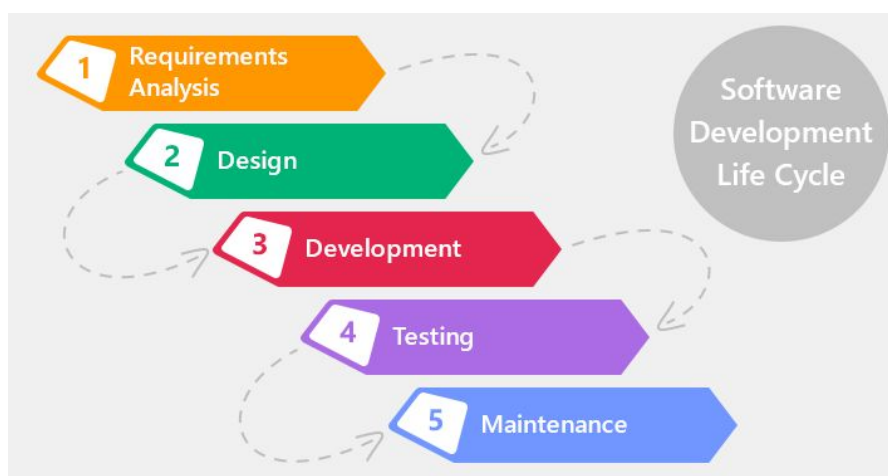 1
Requirements
Analysis
2
Design
3
Development
4
Testing
5
Maintenance
Software
Development
Life Cycle